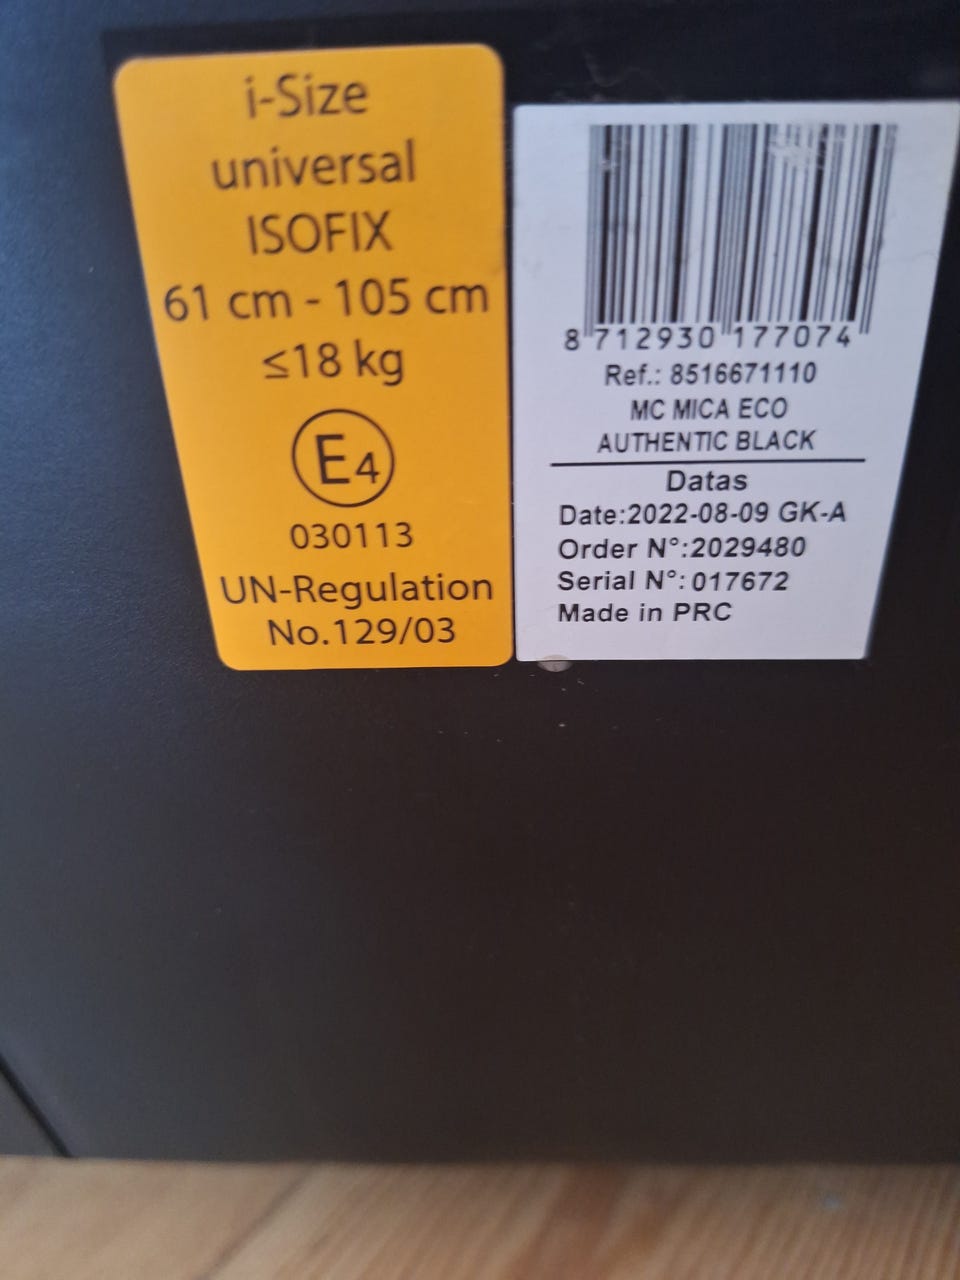 i-Size
universal
ISOFIX
61 cm - 105 cm
≤18 kg
E4
030113
UN-Regulation
No.129/03
8 712930 177074
Ref.: 8516671110
MC MICA ECO
AUTHENTIC BLACK
Datas
Date:2022-08-09 GK-A
Order N°:2029480
Serial N°: 017672
Made in PRC